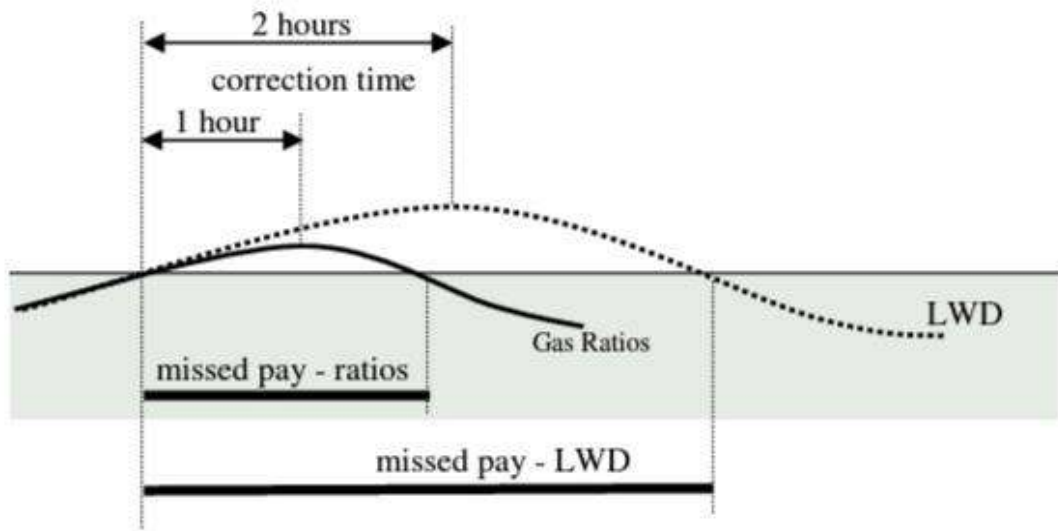 2 hours
correction time
1 hour
LWD
Gas Ratios
missed pay - ratios
missed pay - LWD